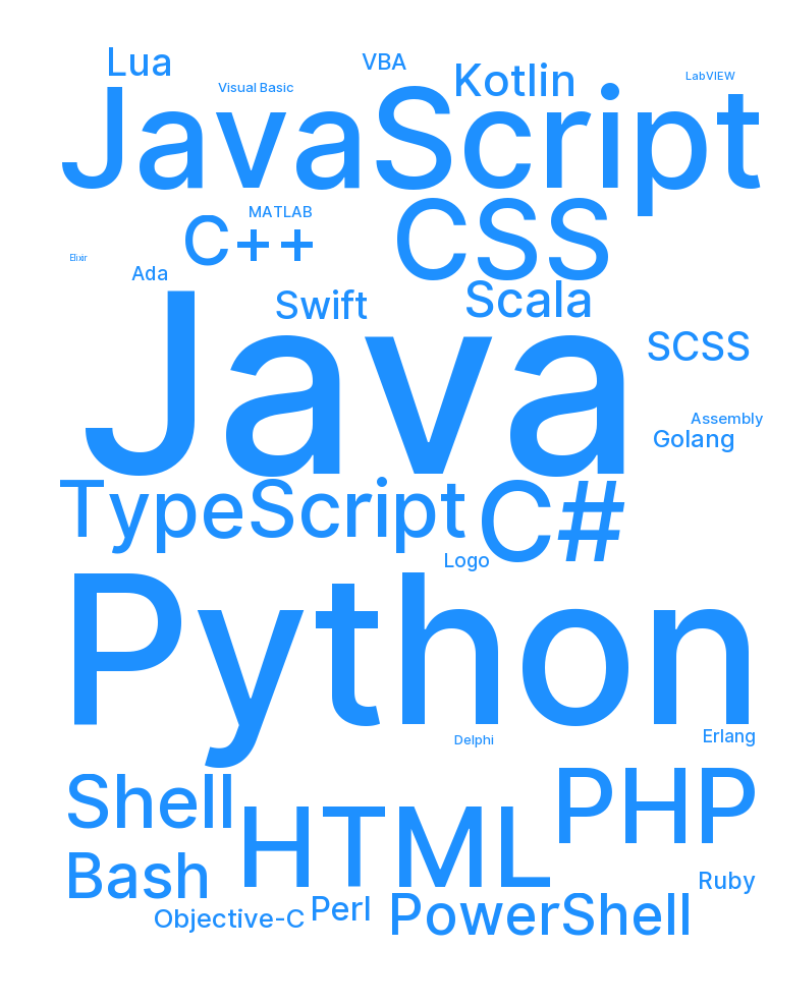 Lua
VBA
Kotlin
LabVIEW
Visual Basic
JavaScript
MATLAB
C++
CSS
Elixir
Ada
Swift
Scala
Java
SCSS
Assembly
Golang
TypeScript
C#
Logo
Python
Delphi
Erlang
Shell
PHP
HTML
Bash
Ruby
Objective-C
Perl
PowerShell